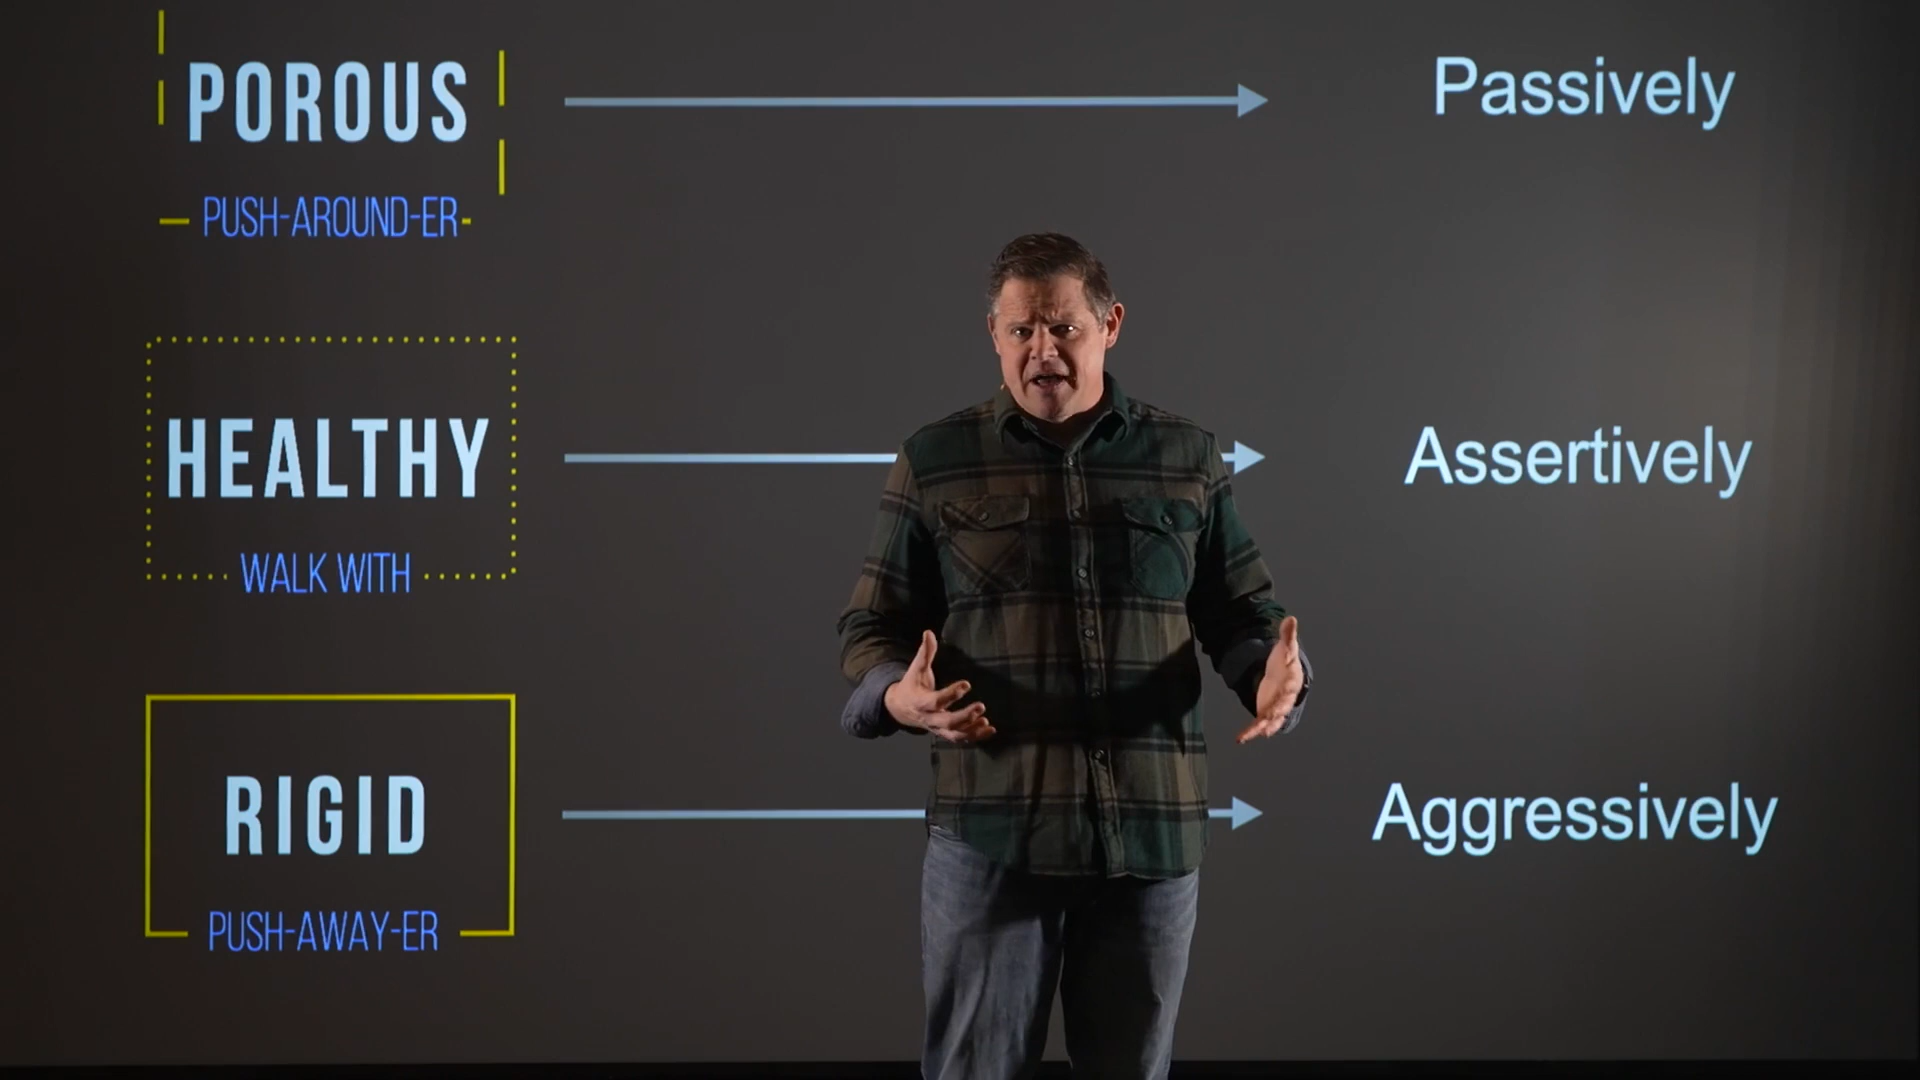 POROUS
PUSH-AROUND-ER
Passively
HEALTHY
WALK WITH
Assertively
RIGID
PUSH-AWAY-ER
Aggressively